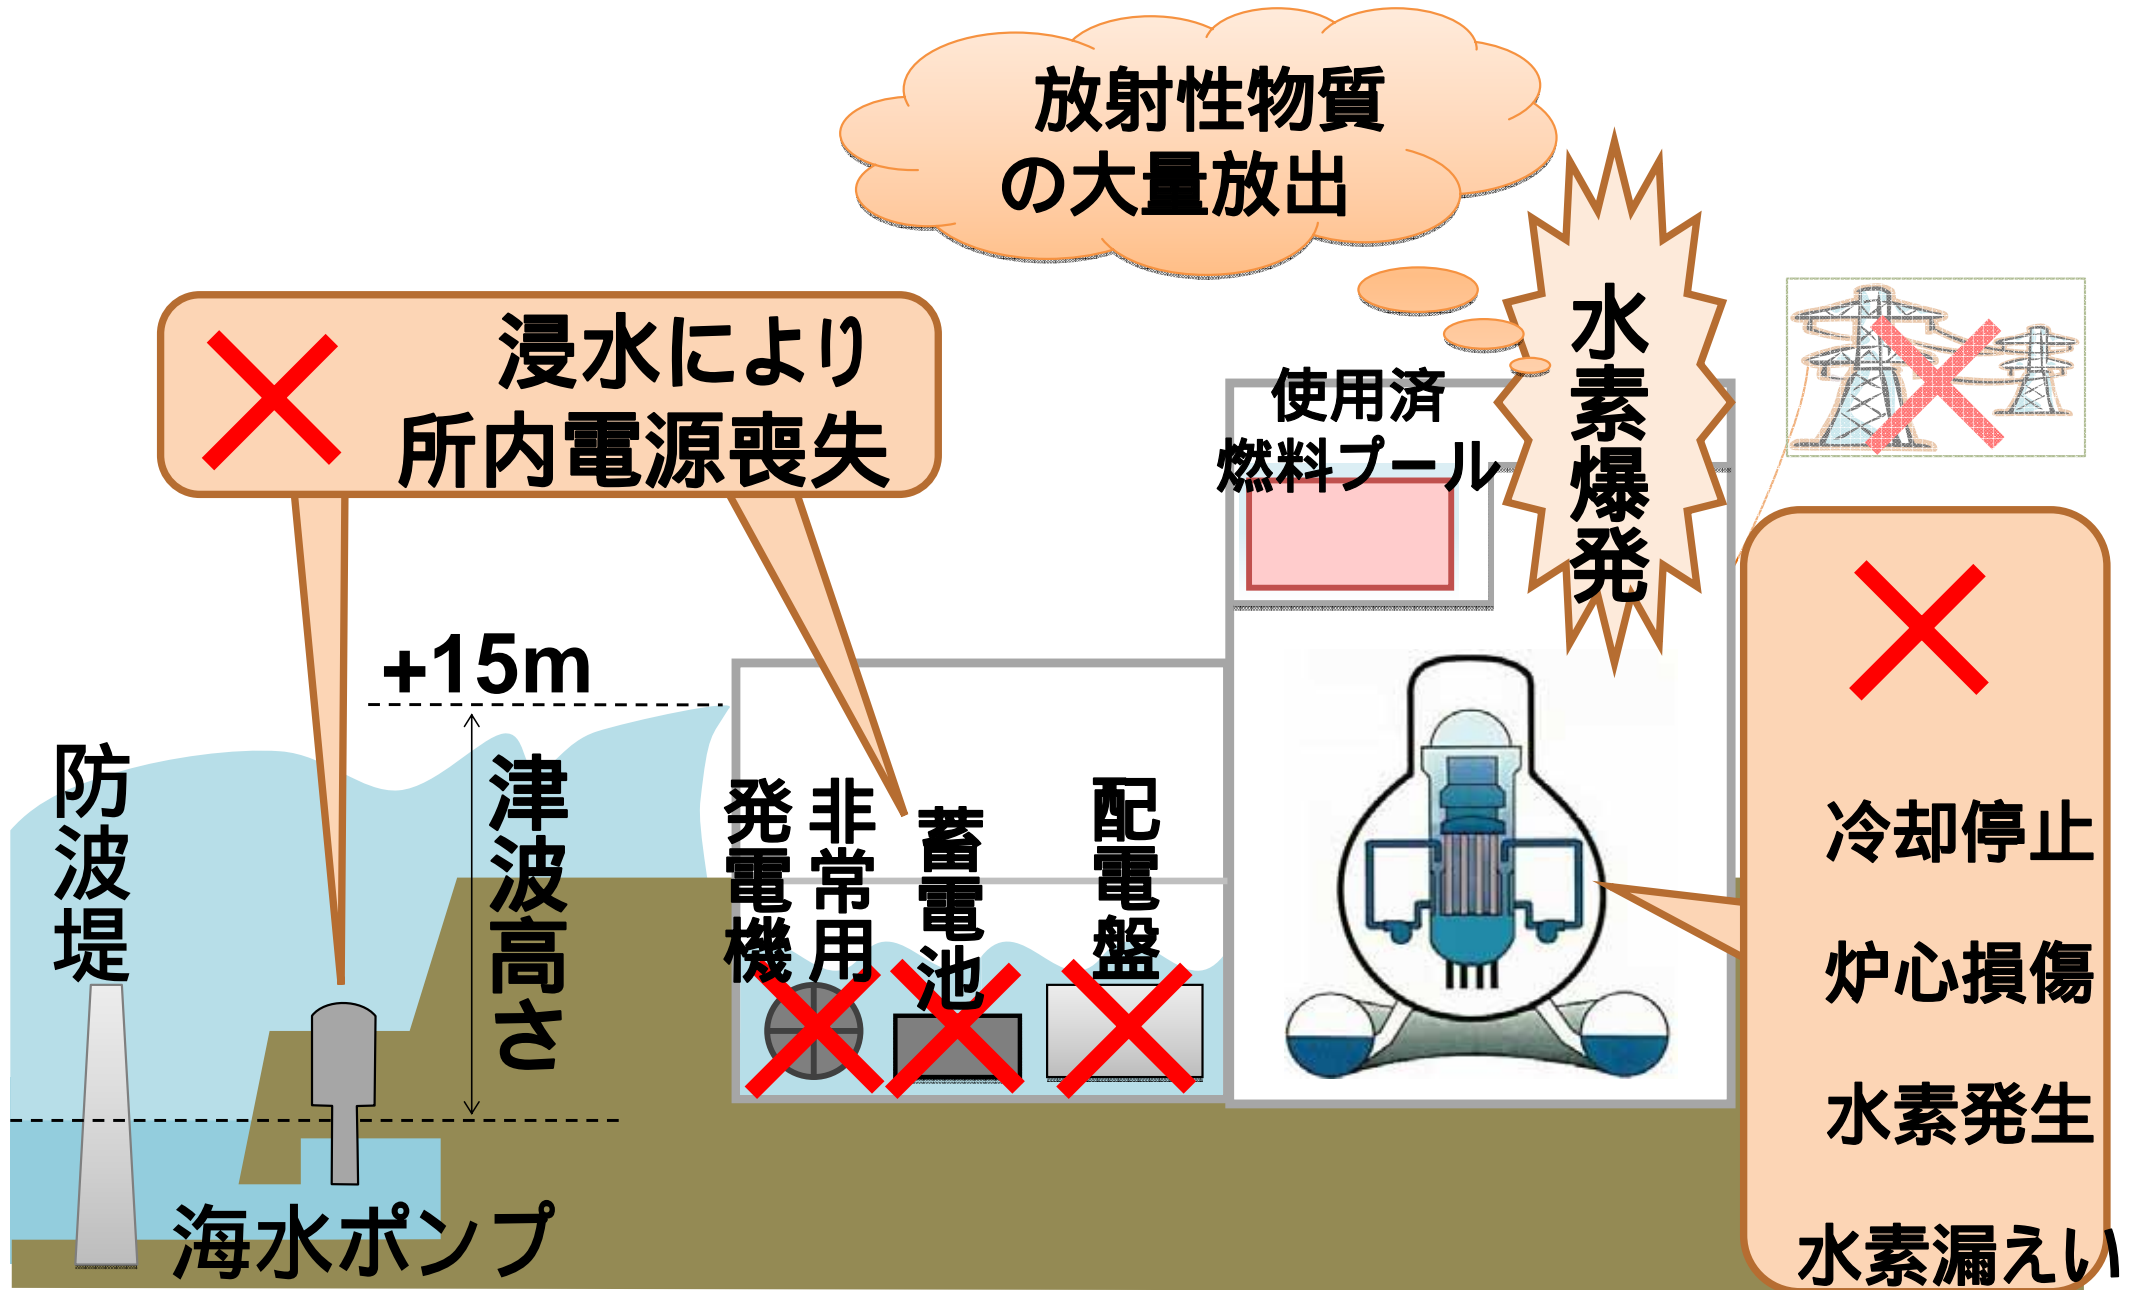 放射性物質
の大量放出
水素爆発
浸水により
所内電源喪失
使用済
燃料プール
+15m
防波堤
津波高さ
非常用
発電機
蓄電池
配電盤
冷却停止
炉心損傷
水素発生
水素漏えい
海水ポンプ